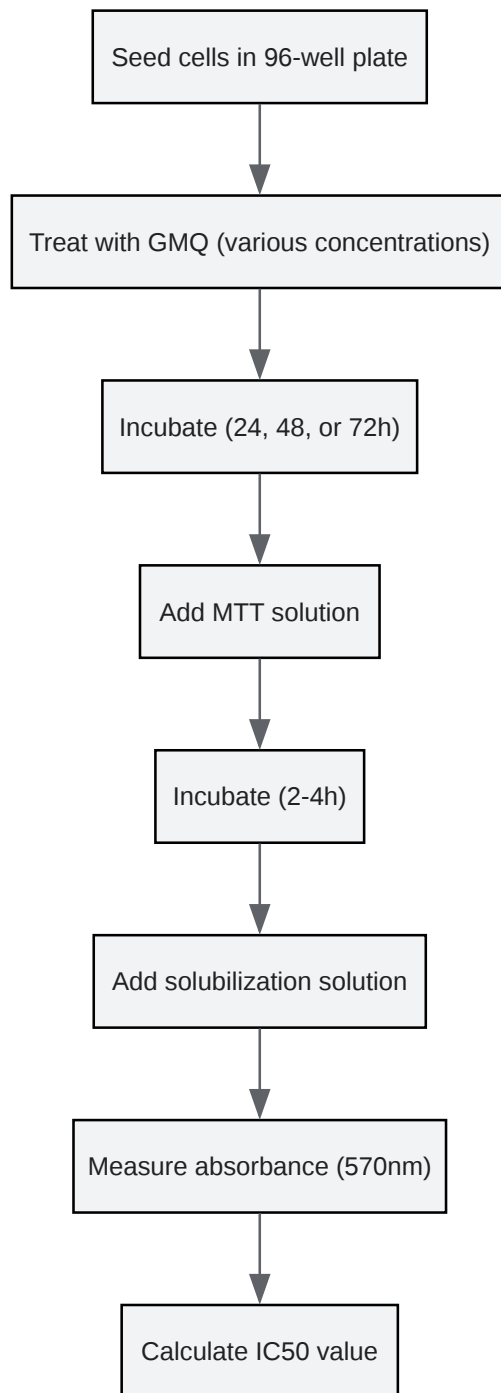 Seed cells in 96-well plate
Treat with GMQ (various concentrations)
Incubate (24, 48, or 72h)
Add MTT solution
Incubate (2-4h)
Add solubilization solution
Measure absorbance (570nm)
Calculate IC50 value